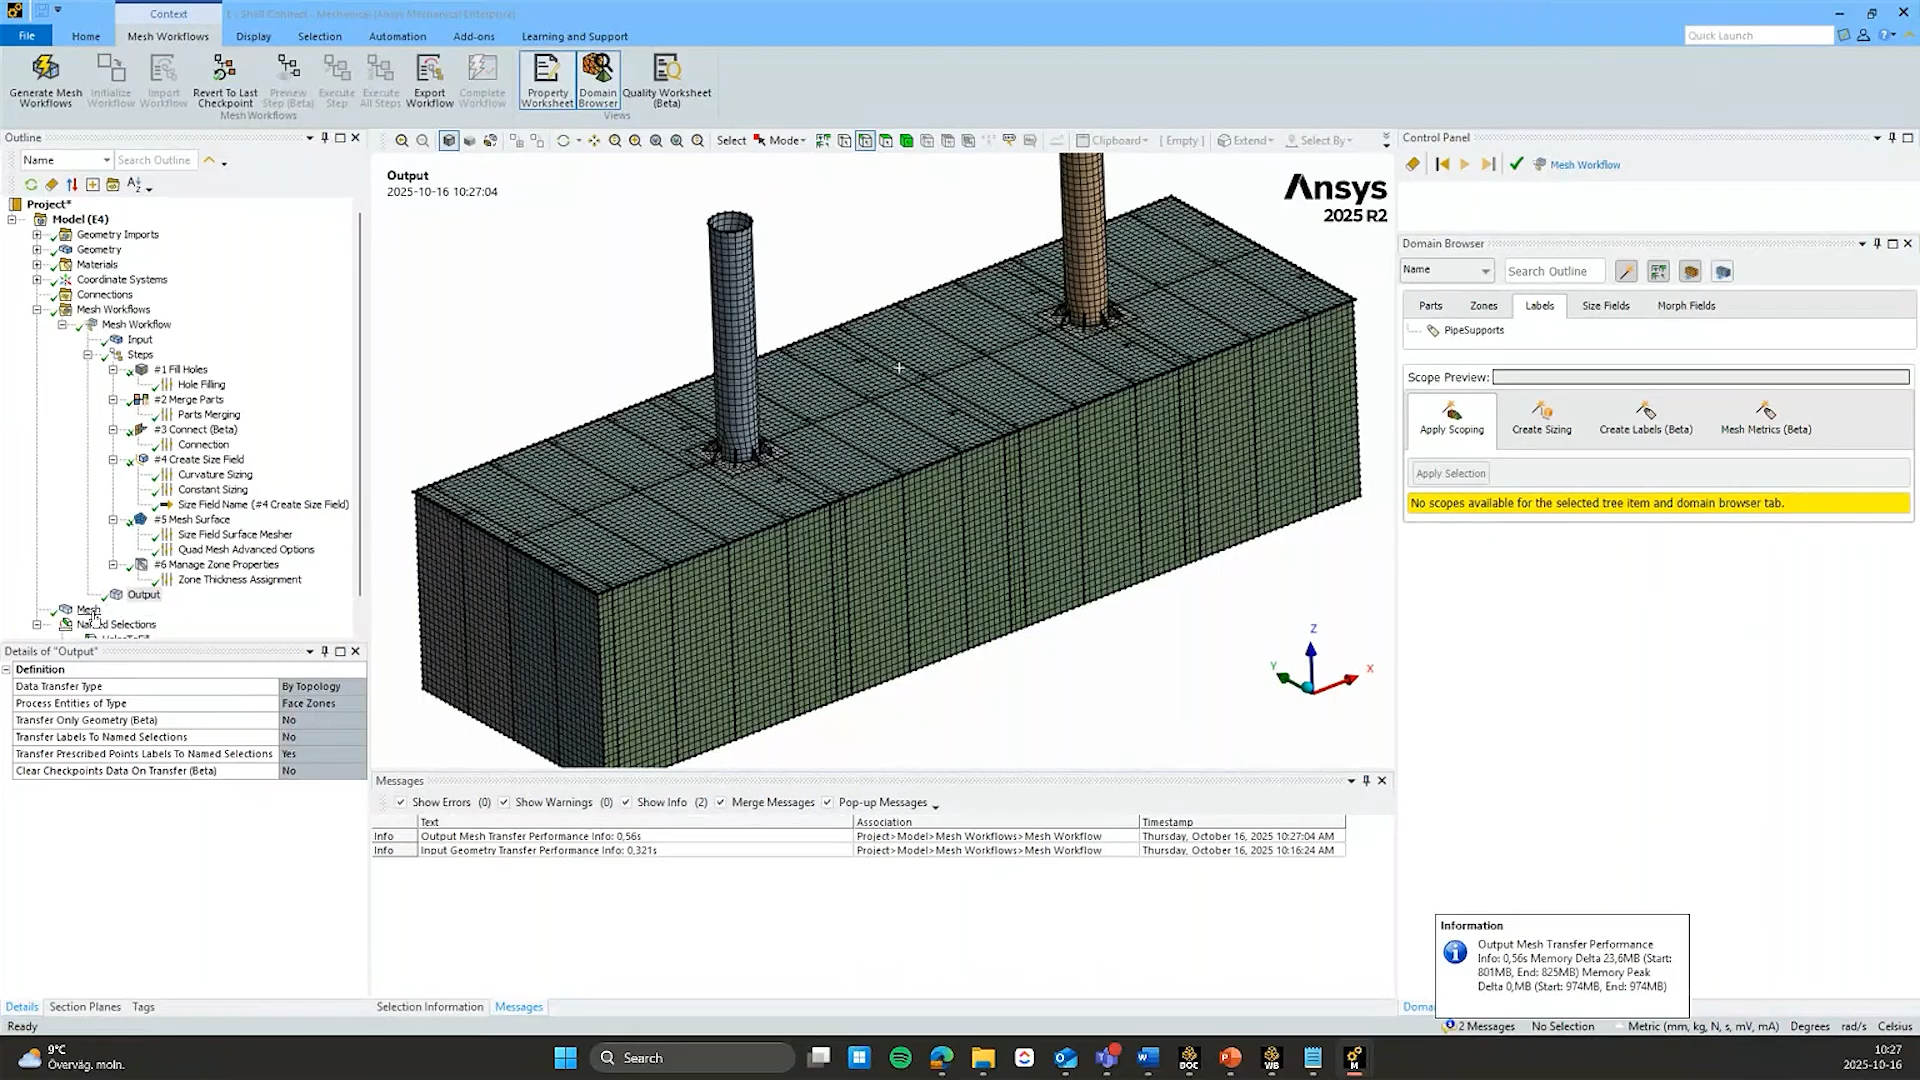 Context
E : Shell Connect - Mechanical [Ansys Mechanical Enterprise]
File
Home
Mesh Workflows
Display
Selection
Automation
Add-ons
Learning and Support
Quick Launch
Generate Mesh Workflows
Initialize Workflow
Import Workflow
Revert To Last Checkpoint
Preview Step (Beta)
Execute Step
Execute All Steps
Export Workflow
Complete Workflow
Property Worksheet
Domain Browser
Quality Worksheet (Beta)
Mesh Workflows
Views
Outline
Name
Search Outline
Project*
Model (E4)
Geometry Imports
Geometry
Materials
Coordinate Systems
Connections
Mesh Workflows
Mesh Workflow
Input
Steps
#1 Fill Holes
Hole Filling
#2 Merge Parts
Parts Merging
#3 Connect (Beta)
Connection
#4 Create Size Field
Curvature Sizing
Constant Sizing
Size Field Name (#4 Create Size Field)
#5 Mesh Surface
Size Field Surface Mesher
Quad Mesh Advanced Options
#6 Manage Zone Properties
Zone Thickness Assignment
Output
Mesh
Named Selections
Details of "Output"
Definition
Data Transfer Type By Topology
Process Entities of Type Face Zones
Transfer Only Geometry (Beta) No
Transfer Labels To Named Selections No
Transfer Prescribed Points Labels To Named Selections Yes
Clear Checkpoints Data On Transfer (Beta) No
Details
Section Planes
Tags
Ready
Select
Mode
Clipboard
[ Empty ]
Extend
Select By
Output
2025-10-16 10:27:04
Ansys
2025 R2
Z
Y
X
Messages
Show Errors (0) Show Warnings (0) Show Info (2) Merge Messages Pop-up Messages
Text Association Timestamp
Info Output Mesh Transfer Performance Info: 0,56s Project>Model>Mesh Workflows>Mesh Workflow Thursday, October 16, 2025 10:27:04 AM
Info Input Geometry Transfer Performance Info: 0,321s Project>Model>Mesh Workflows>Mesh Workflow Thursday, October 16, 2025 10:16:24 AM
Selection Information
Messages
Control Panel
Mesh Workflow
Domain Browser
Name
Search Outline
Parts
Zones
Labels
Size Fields
Morph Fields
PipeSupports
Scope Preview:
Apply Scoping
Create Sizing
Create Labels (Beta)
Mesh Metrics (Beta)
Apply Selection
No scopes available for the selected tree item and domain browser tab.
Information
Output Mesh Transfer Performance
Info: 0,56s Memory Delta 23,6MB (Start:
801MB, End: 825MB) Memory Peak
Delta 0,MB (Start: 974MB, End: 974MB)
2 Messages
No Selection
Metric (mm, kg, N, s, mV, mA)
Degrees
rad/s
Celsius
9°C
Överväg. moln.
Search
DOC
WB
M
10:27
2025-10-16